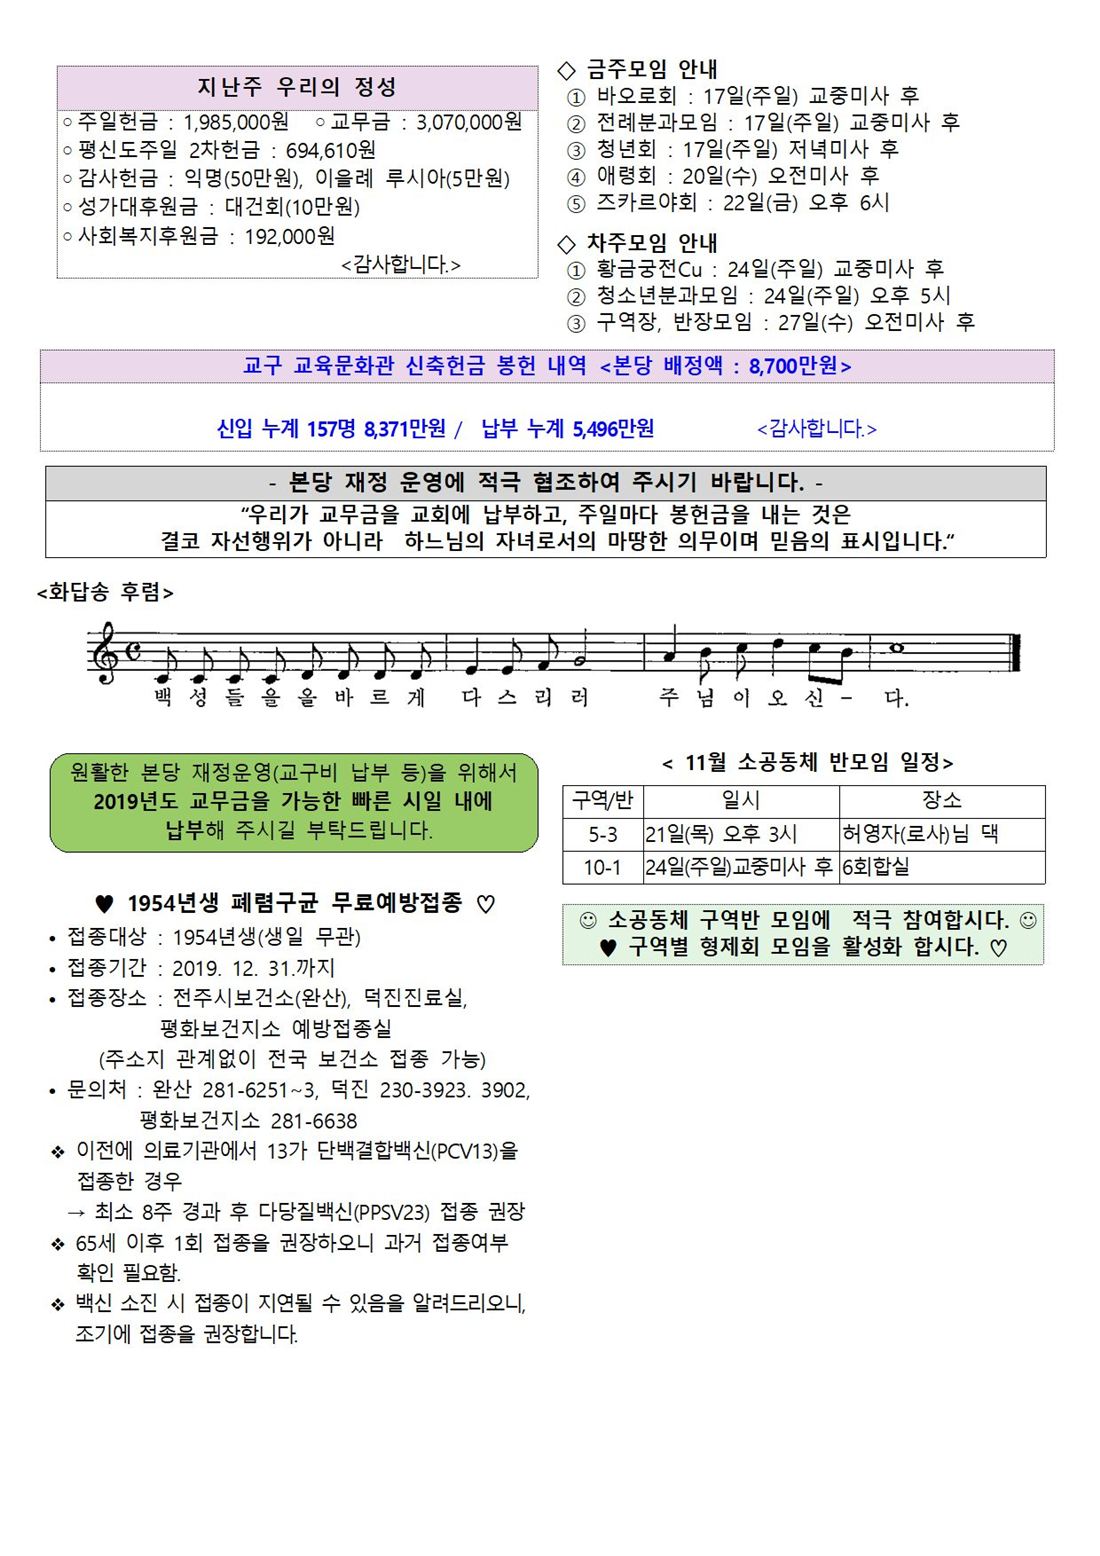 지난주 우리의 정성
○ 주일헌금 : 1,985,000원 ○ 교무금 : 3,070,000원
○ 평신도주일 2차헌금 : 694,610원
○ 감사헌금 : 익명(50만원), 이을례 루시아(5만원)
○ 성가대후원금 : 대건회(10만원)
○ 사회복지후원금 : 192,000원
<감사합니다.>
◇ 금주모임 안내
① 바오로회 : 17일(주일) 교중미사 후
② 전례분과모임 : 17일(주일) 교중미사 후
③ 청년회 : 17일(주일) 저녁미사 후
④ 애령회 : 20일(수) 오전미사 후
⑤ 즈카르야회 : 22일(금) 오후 6시
◇ 차주모임 안내
① 황금궁전Cu : 24일(주일) 교중미사 후
② 청소년분과모임 : 24일(주일) 오후 5시
③ 구역장, 반장모임 : 27일(수) 오전미사 후
교구 교육문화관 신축헌금 봉헌 내역 <본당 배정액 : 8,700만원>
신입 누계 157명 8,371만원 / 납부 누계 5,496만원 <감사합니다.>
- 본당 재정 운영에 적극 협조하여 주시기 바랍니다. -
“우리가 교무금을 교회에 납부하고, 주일마다 봉헌금을 내는 것은
결코 자선행위가 아니라 하느님의 자녀로서의 마땅한 의무이며 믿음의 표시입니다.“
<화답송 후렴>
백 성 들 을 올 바 르 게 다 스 리 러 주 님 이 오 신 - 다.
원활한 본당 재정운영(교구비 납부 등)을 위해서
2019년도 교무금을 가능한 빠른 시일 내에
납부해 주시길 부탁드립니다.
♥ 1954년생 폐렴구균 무료예방접종 ♡
• 접종대상 : 1954년생(생일 무관)
• 접종기간 : 2019. 12. 31.까지
• 접종장소 : 전주시보건소(완산), 덕진진료실,
평화보건지소 예방접종실
(주소지 관계없이 전국 보건소 접종 가능)
• 문의처 : 완산 281-6251~3, 덕진 230-3923. 3902,
평화보건지소 281-6638
❖ 이전에 의료기관에서 13가 단백결합백신(PCV13)을
접종한 경우
→ 최소 8주 경과 후 다당질백신(PPSV23) 접종 권장
❖ 65세 이후 1회 접종을 권장하오니 과거 접종여부
확인 필요함.
❖ 백신 소진 시 접종이 지연될 수 있음을 알려드리오니,
조기에 접종을 권장합니다.
< 11월 소공동체 반모임 일정>
구역/반 일시 장소
5-3 21일(목) 오후 3시 허영자(로사)님 댁
10-1 24일(주일)교중미사 후 6회합실
☺ 소공동체 구역반 모임에 적극 참여합시다. ☺
♥ 구역별 형제회 모임을 활성화 합시다. ♡